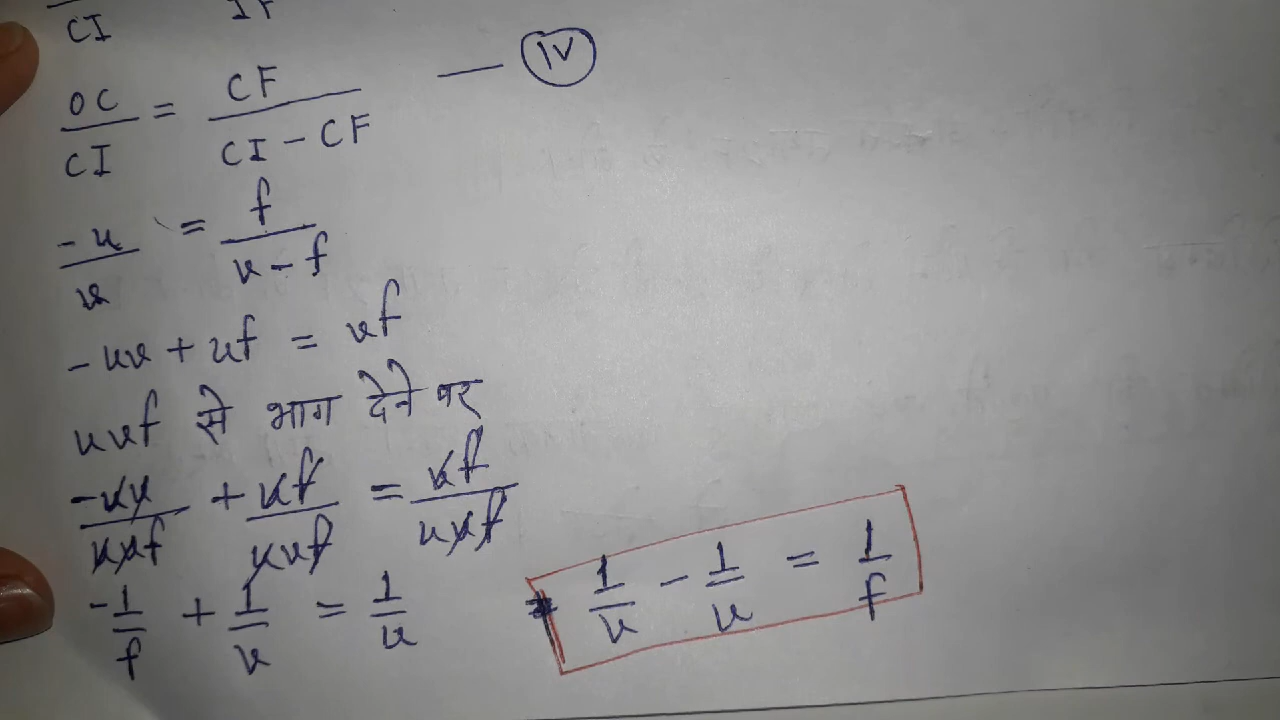 CI IF
OC/CI = CF/(CI - CF) — (IV)
-u/v = f/(v - f)
-uv + uf = vf
uvf से भाग देने पर
-uv/uvf + uf/uvf = vf/uvf
-1/f + 1/v = 1/u
1/v - 1/u = 1/f